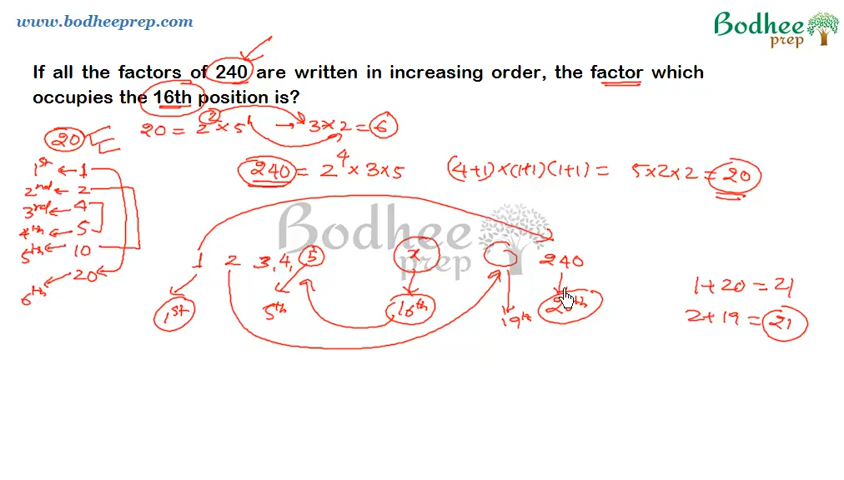 www.bodheeprep.com
Bodhee
prep
If all the factors of 240 are written in increasing order, the factor which
occupies the 16th position is?
20 20 = 2² × 5¹ → 3 × 2 = 6
240 = 2⁴ × 3 × 5 (4+1) × (1+1) (1+1) = 5 × 2 × 2 = 20
1st ← 1
2nd ← 2
3rd ← 4
4th ← 5
5th ← 10
6th ← 20
Bodhee
prep
1 2 3, 4, 5 x 240
1st 5th 16th 19th 20th
1 + 20 = 21
2 + 19 = 21